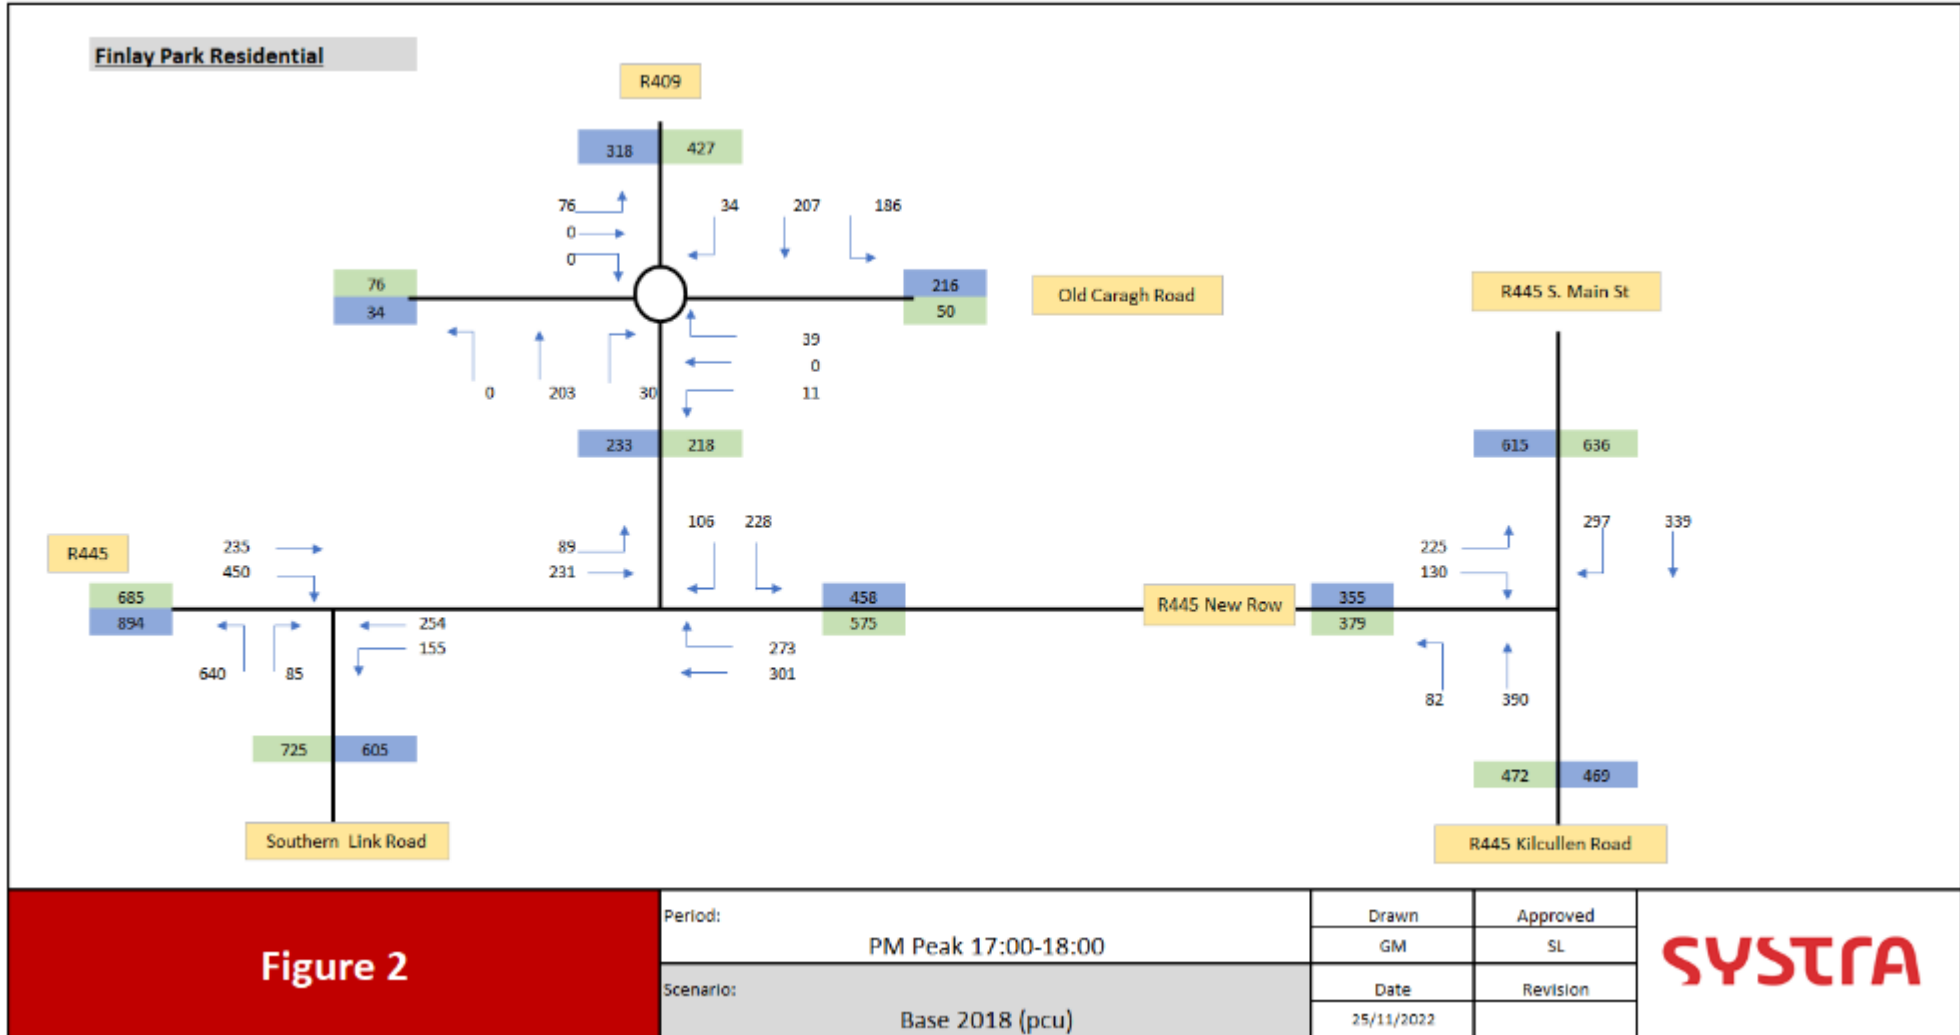 Finlay Park Residential
R409
318 427
76 34 207 186
0
0
76 216 Old Caragh Road R445 S. Main St
34 50
39
0
0 203 30 11
233 218 615 636
106 228 297 339
R445 235 89 225
450 231 130
685 458 R445 New Row 355
894 575 379
254
155 273
640 85 301
82 390
725 605
472 469
Southern Link Road R445 Kilcullen Road
Figure 2
Period:
PM Peak 17:00-18:00
Scenario:
Base 2018 (pcu)
Drawn Approved
GM SL
Date Revision
25/11/2022
SYSTRA